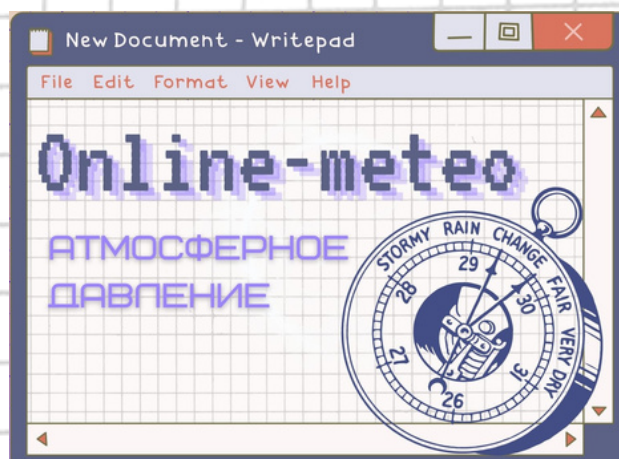 New Document - Writepad
File Edit Format View Help
Online-meteo
АТМОСФЕРНОЕ
ДАВЛЕНИЕ
STORMY RAIN CHANGE FAIR VERY DRY
26 27 28 29 30 31